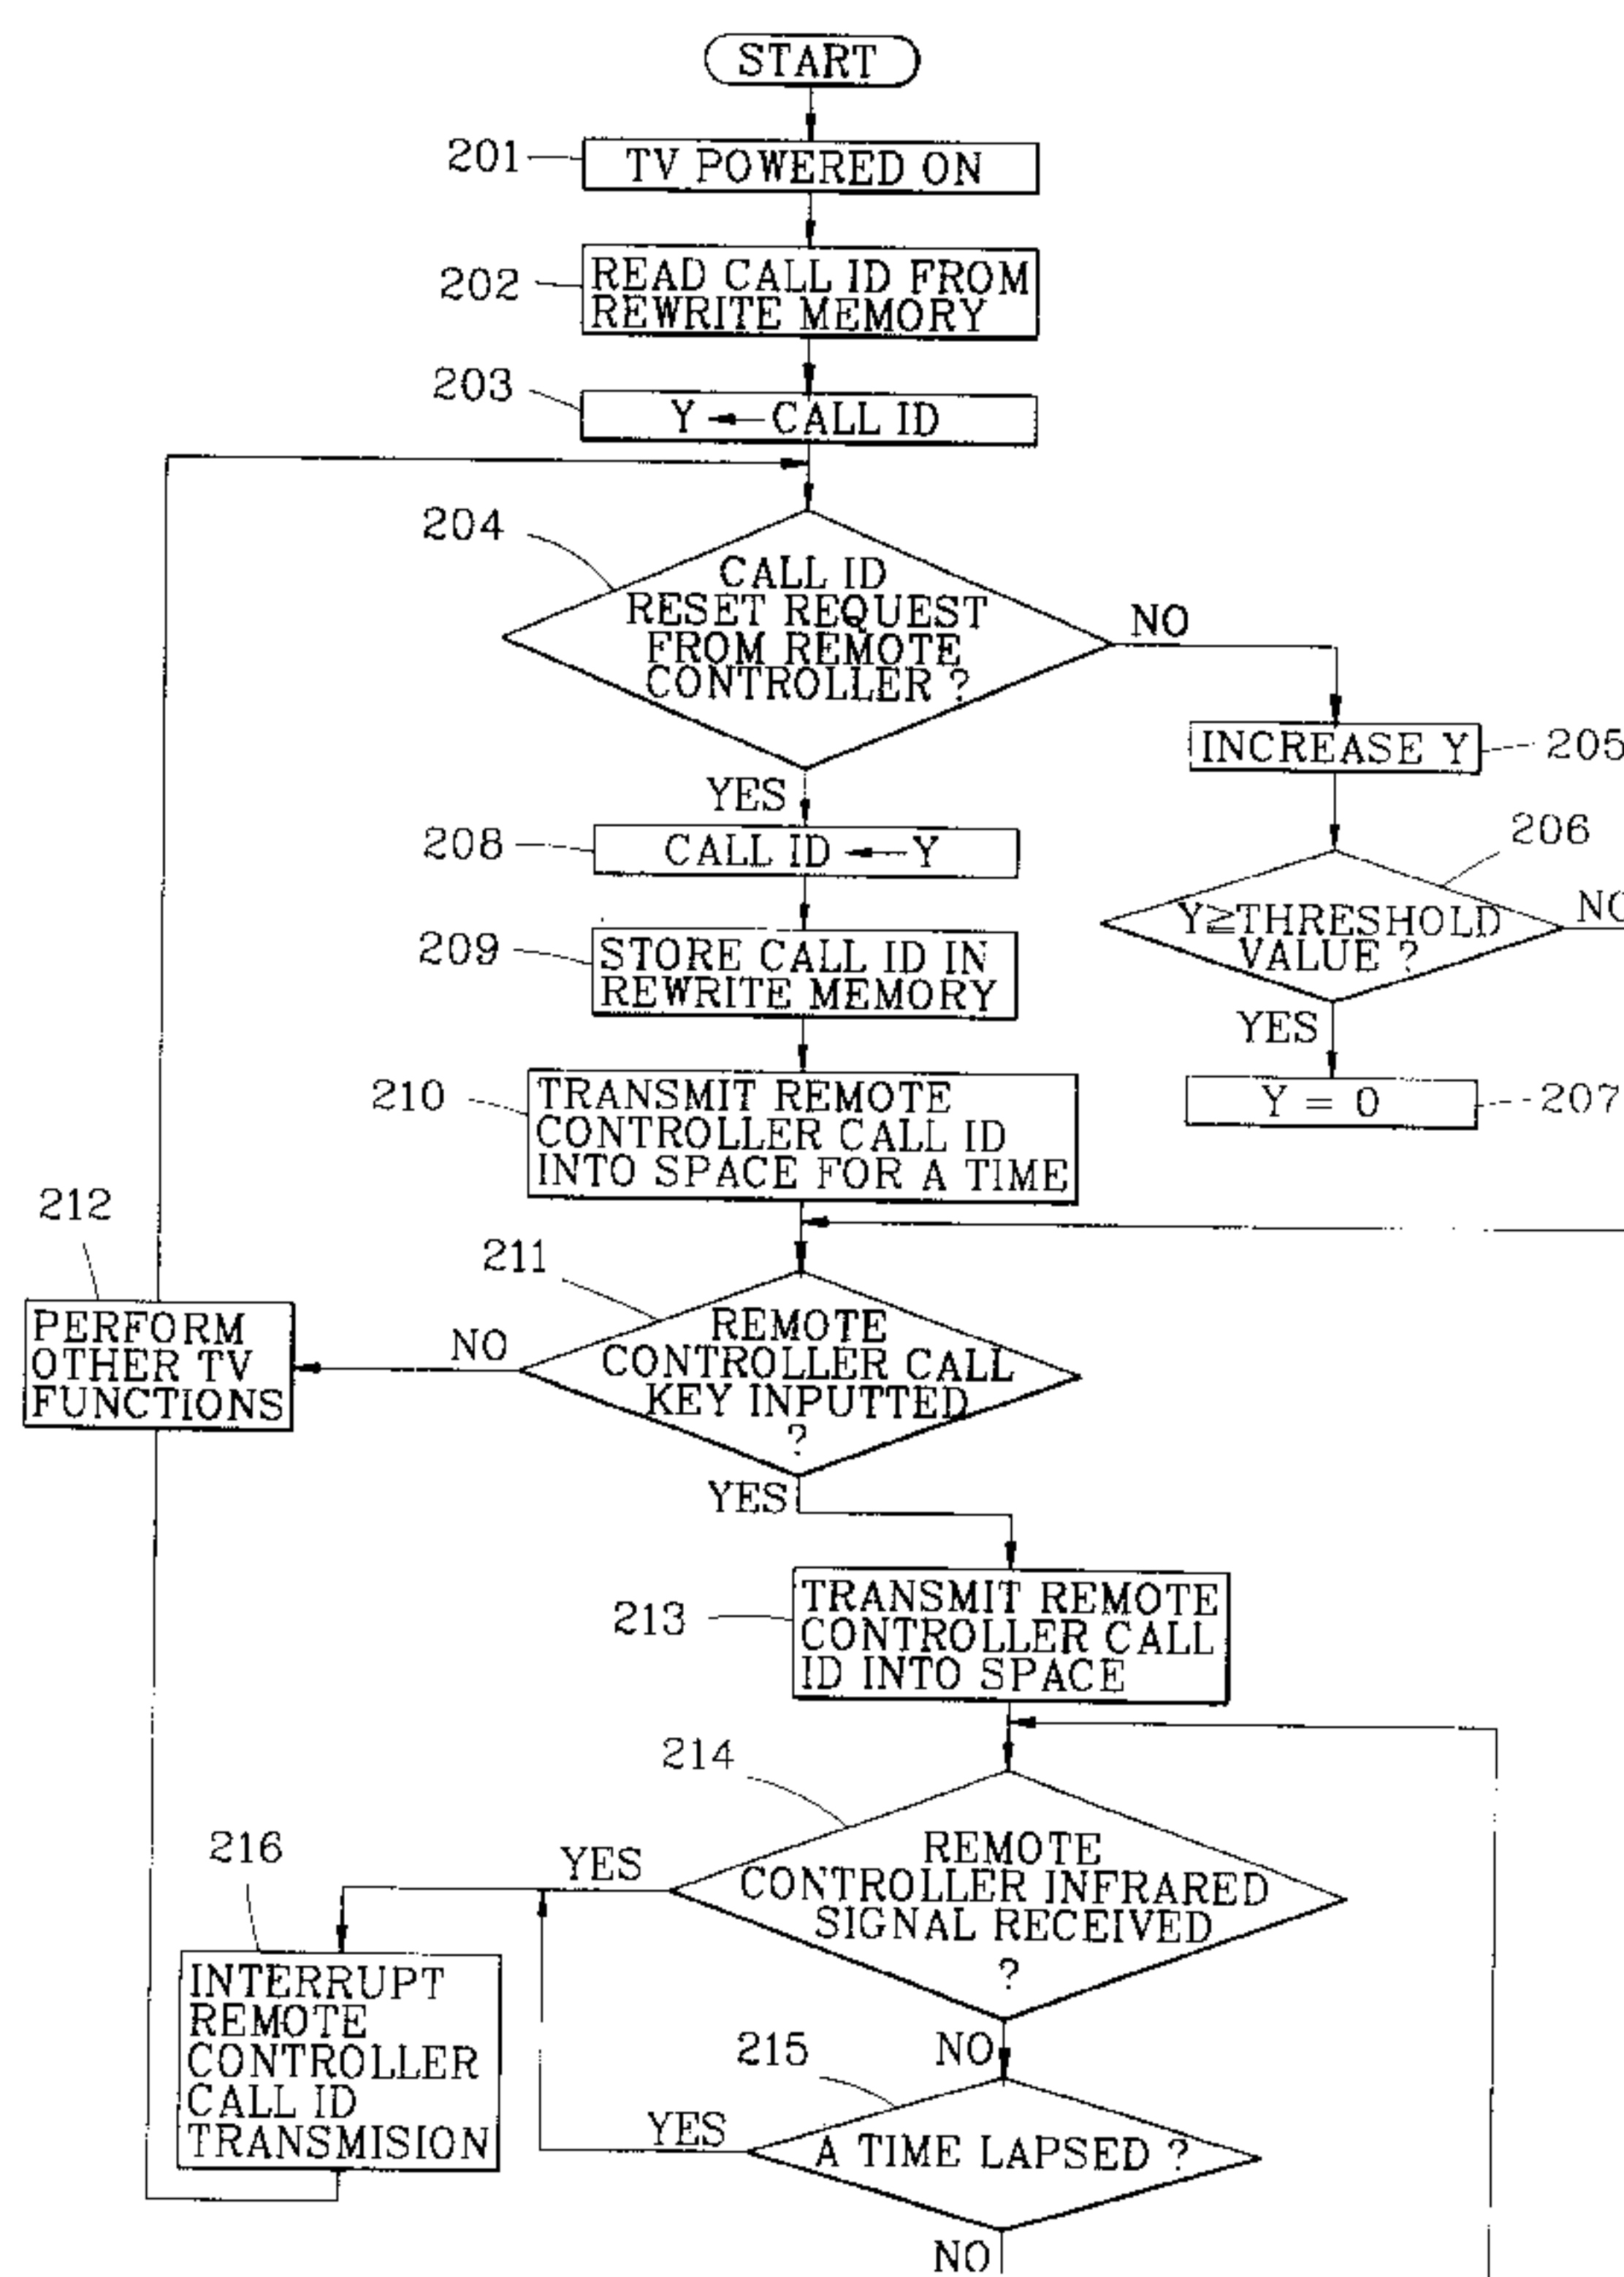 START
201
TV POWERED ON
202
READ CALL ID FROM
REWRITE MEMORY
203
Y ← CALL ID
204
CALL ID
RESET REQUEST
FROM REMOTE
CONTROLLER ?
NO
INCREASE Y
205
YES
208
CALL ID ← Y
206
Y≧THRESHOLD
VALUE ?
NO
209
STORE CALL ID IN
REWRITE MEMORY
YES
Y = 0
207
210
TRANSMIT REMOTE
CONTROLLER CALL ID
INTO SPACE FOR A TIME
212
PERFORM
OTHER TV
FUNCTIONS
211
NO
REMOTE
CONTROLLER CALL
KEY INPUTTED
?
YES
213
TRANSMIT REMOTE
CONTROLLER CALL
ID INTO SPACE
214
REMOTE
CONTROLLER INFRARED
SIGNAL RECEIVED
?
YES
216
INTERRUPT
REMOTE
CONTROLLER
CALL ID
TRANSMISION
NO
215
YES
A TIME LAPSED ?
NO